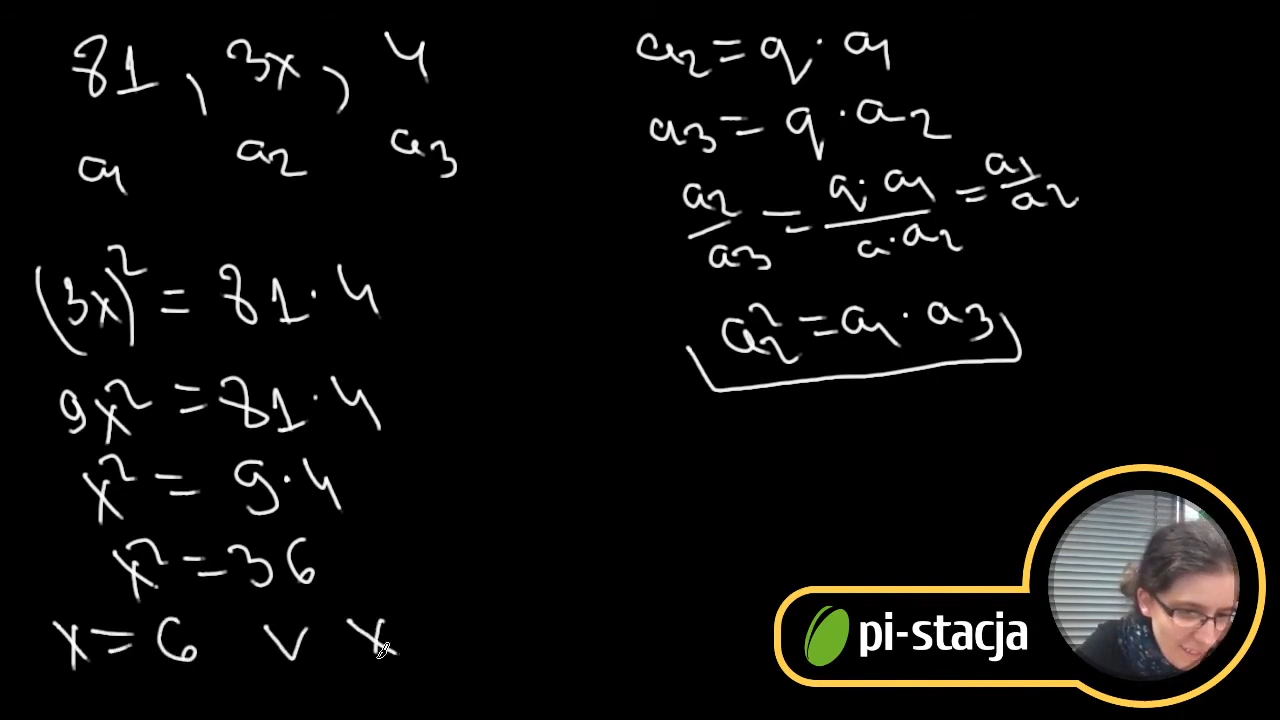 81 , 3x , 4
a1 a2 a3
(3x)² = 81 · 4
9x² = 81 · 4
x² = 9 · 4
x² = 36
x = 6 v x
a2 = q · a1
a3 = q · a2
a2/a3 = q · a1/a · a2 = a1/a2
a2² = a1 · a3
pi-stacja